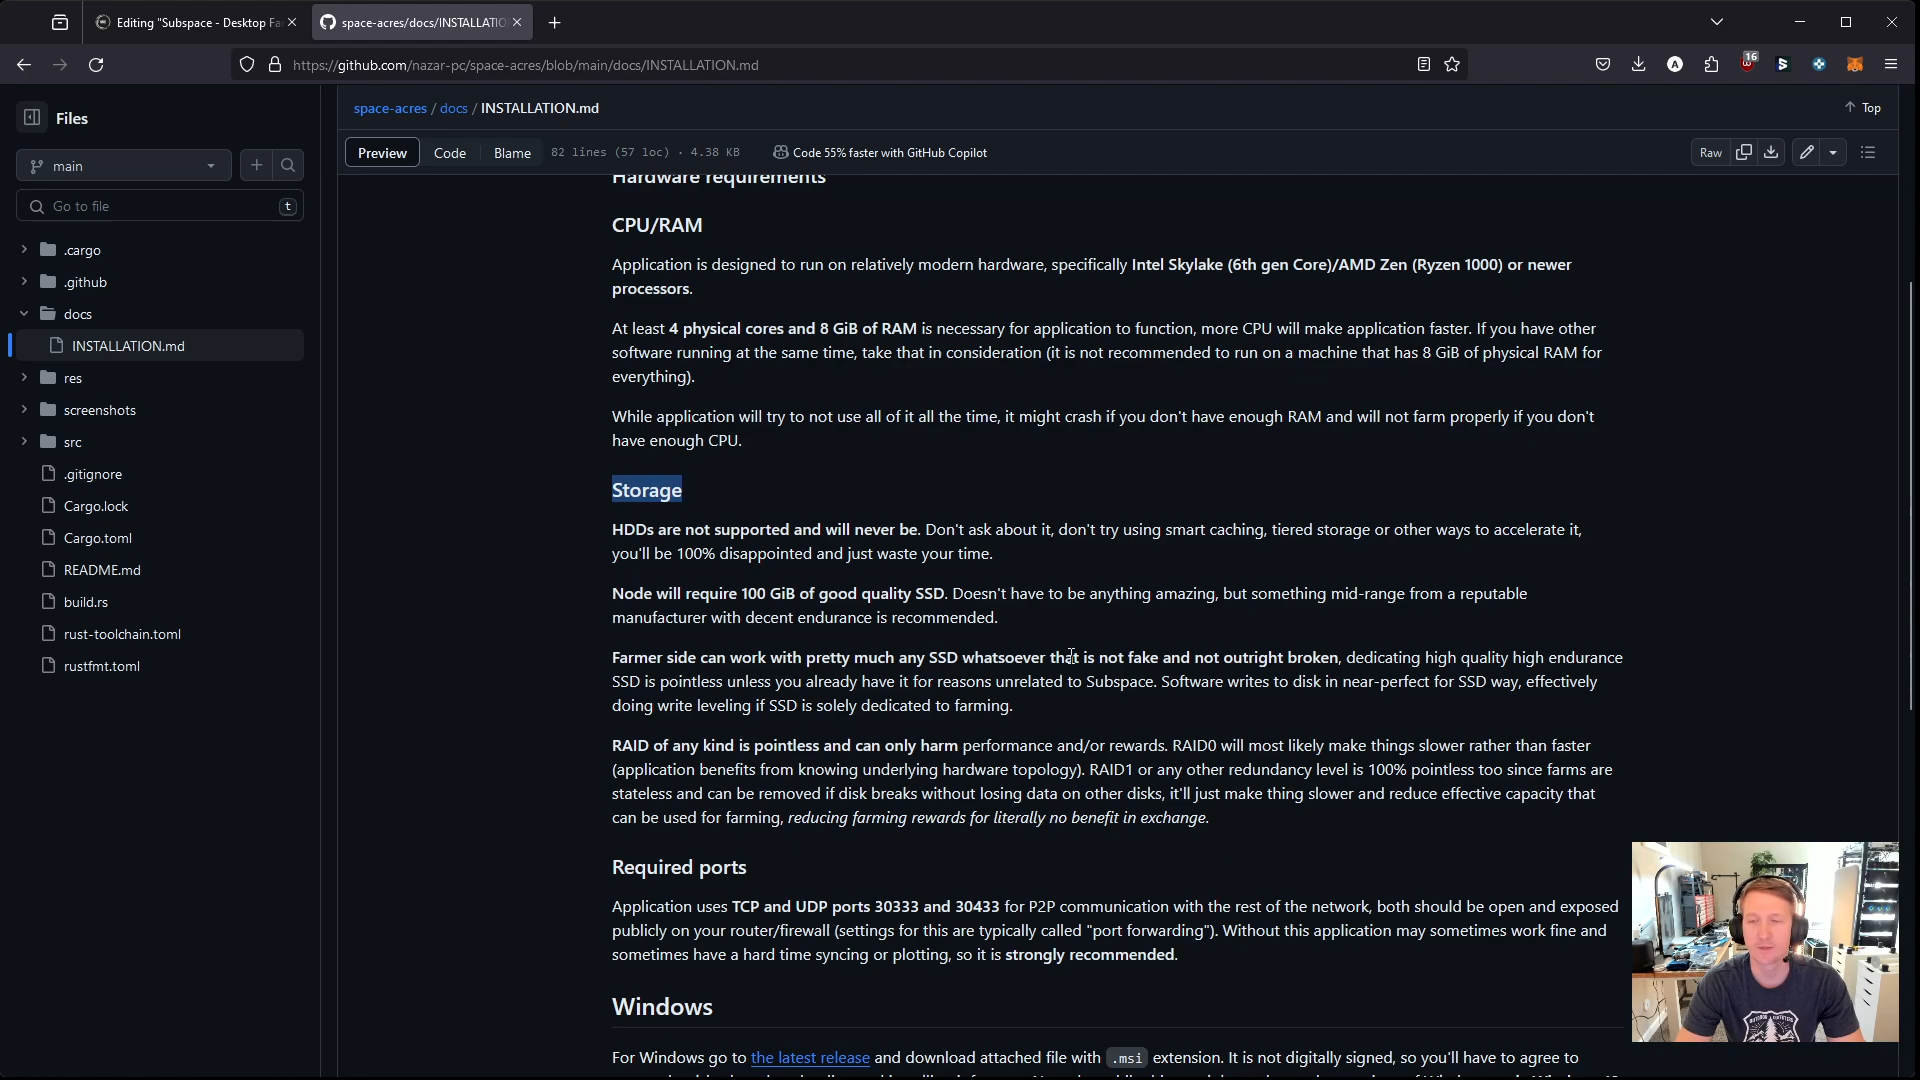 Editing "Subspace - Desktop Fa
space-acres/docs/INSTALLATIO
https://github.com/nazar-pc/space-acres/blob/main/docs/INSTALLATION.md
16
Files
main
Go to file
t
.cargo
.github
docs
INSTALLATION.md
res
screenshots
src
.gitignore
Cargo.lock
Cargo.toml
README.md
build.rs
rust-toolchain.toml
rustfmt.toml
space-acres / docs / INSTALLATION.md
Top
Preview
Code
Blame
82 lines (57 loc) · 4.38 KB
Code 55% faster with GitHub Copilot
Raw
Hardware requirements
CPU/RAM
Application is designed to run on relatively modern hardware, specifically Intel Skylake (6th gen Core)/AMD Zen (Ryzen 1000) or newer
processors.
At least 4 physical cores and 8 GiB of RAM is necessary for application to function, more CPU will make application faster. If you have other
software running at the same time, take that in consideration (it is not recommended to run on a machine that has 8 GiB of physical RAM for
everything).
While application will try to not use all of it all the time, it might crash if you don't have enough RAM and will not farm properly if you don't
have enough CPU.
Storage
HDDs are not supported and will never be. Don't ask about it, don't try using smart caching, tiered storage or other ways to accelerate it,
you'll be 100% disappointed and just waste your time.
Node will require 100 GiB of good quality SSD. Doesn't have to be anything amazing, but something mid-range from a reputable
manufacturer with decent endurance is recommended.
Farmer side can work with pretty much any SSD whatsoever that is not fake and not outright broken, dedicating high quality high endurance
SSD is pointless unless you already have it for reasons unrelated to Subspace. Software writes to disk in near-perfect for SSD way, effectively
doing write leveling if SSD is solely dedicated to farming.
RAID of any kind is pointless and can only harm performance and/or rewards. RAID0 will most likely make things slower rather than faster
(application benefits from knowing underlying hardware topology). RAID1 or any other redundancy level is 100% pointless too since farms are
stateless and can be removed if disk breaks without losing data on other disks, it'll just make thing slower and reduce effective capacity that
can be used for farming, reducing farming rewards for literally no benefit in exchange.
Required ports
Application uses TCP and UDP ports 30333 and 30433 for P2P communication with the rest of the network, both should be open and exposed
publicly on your router/firewall (settings for this are typically called "port forwarding"). Without this application may sometimes work fine and
sometimes have a hard time syncing or plotting, so it is strongly recommended.
Windows
For Windows go to the latest release and download attached file with .msi extension. It is not digitally signed, so you'll have to agree to